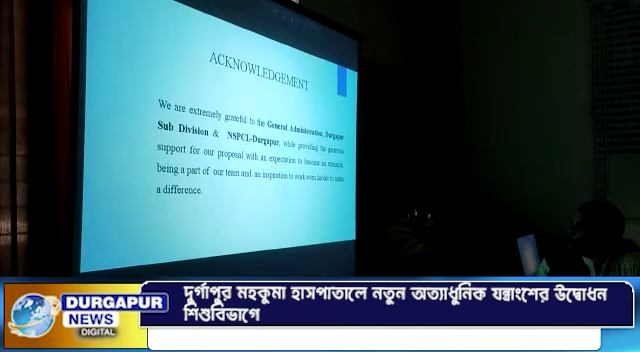 ACKNOWLEDGEMENT
We are extremely grateful to the General Administration, Durgapur
Sub Division & NSPCL-Durgapur, while providing the generous
support for our proposal with an expectation to become an example,
being a part of our team and an inspiration to work even harder to make
a difference.
DURGAPUR
NEWS
DIGITAL
দুর্গাপুর মহকুমা হাসপাতালে নতুন অত্যাধুনিক যন্ত্রাংশের উদ্বোধন
শিশুবিভাগে